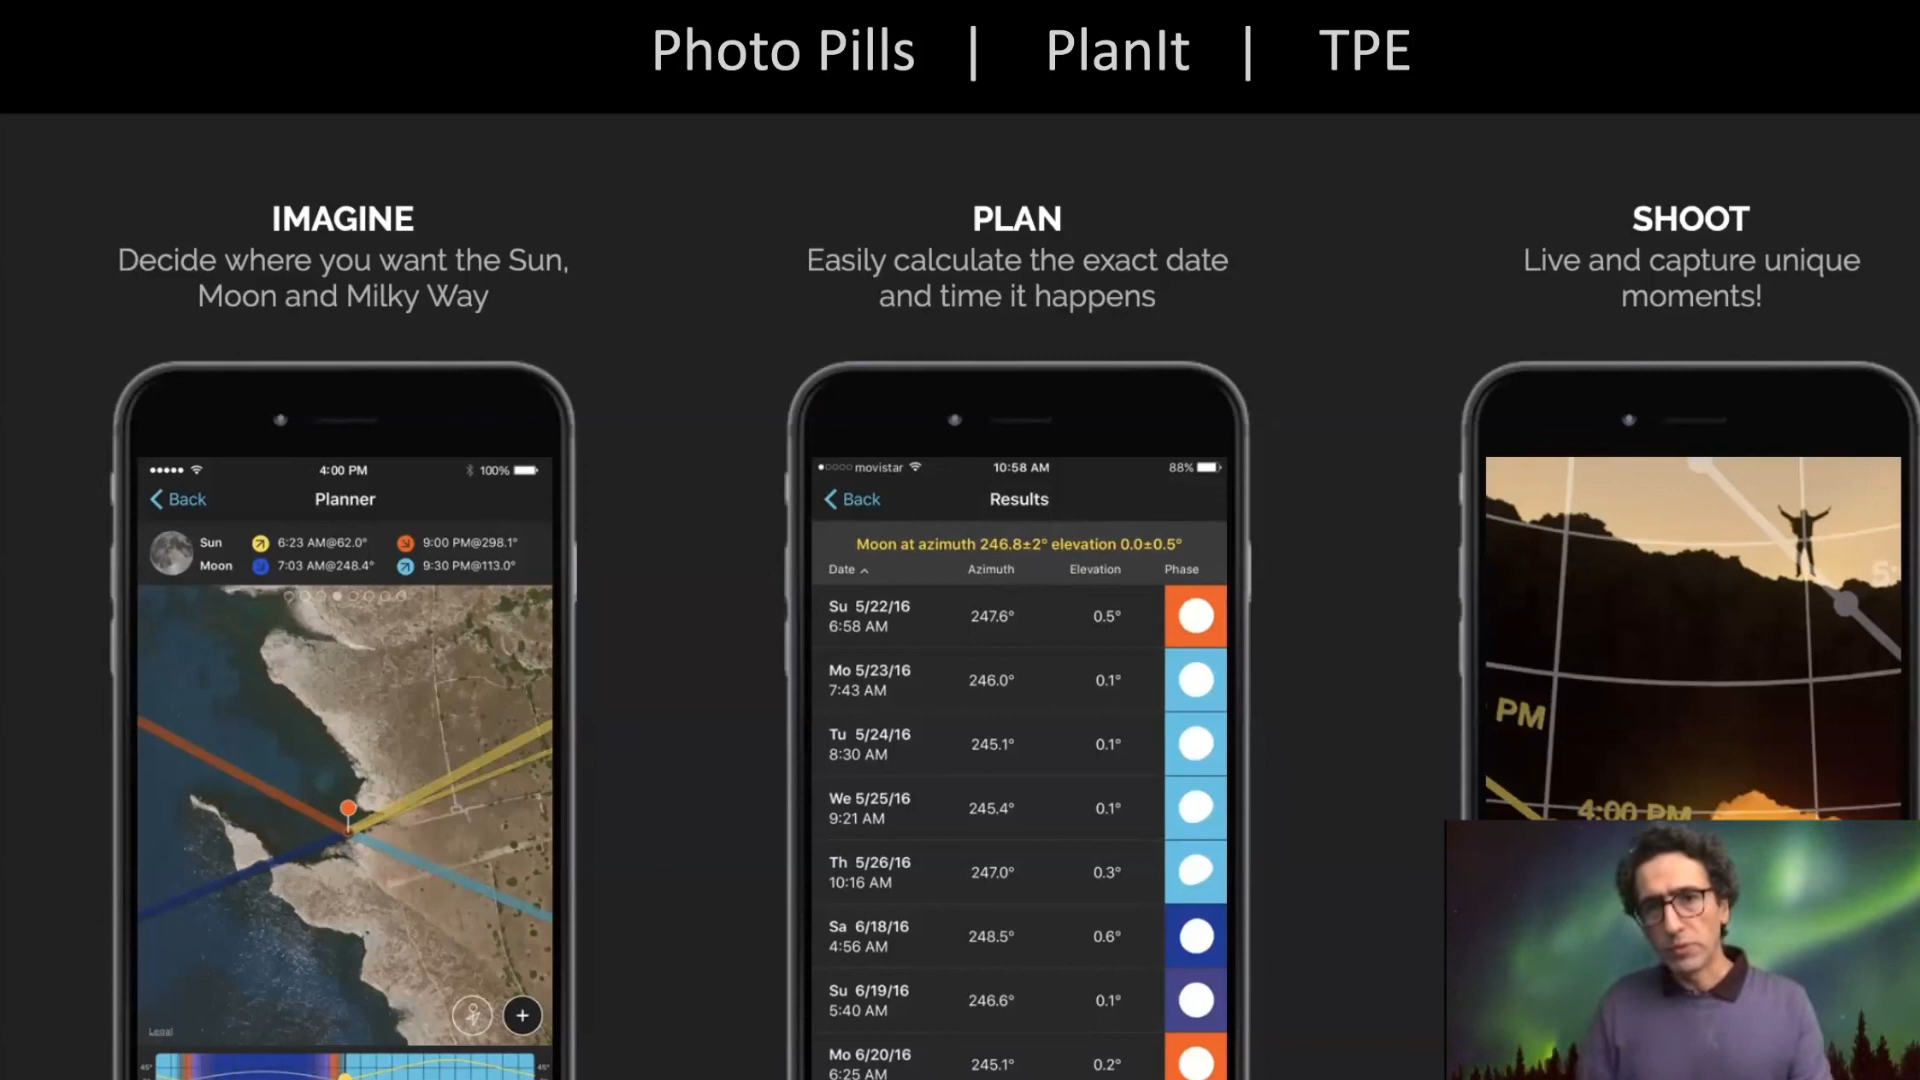 Photo Pills | PlanIt | TPE
IMAGINE
Decide where you want the Sun,
Moon and Milky Way
PLAN
Easily calculate the exact date
and time it happens
SHOOT
Live and capture unique
moments!
4:00 PM 100%
Back Planner
Sun 6:23 AM@62.0° 9:00 PM@298.1°
Moon 7:03 AM@248.4° 9:30 PM@113.0°
Legal
45° 45°
movistar 10:58 AM 88%
Back Results
Moon at azimuth 246.8±2° elevation 0.0±0.5°
Date Azimuth Elevation Phase
Su 5/22/16
6:58 AM 247.6° 0.5°
Mo 5/23/16
7:43 AM 246.0° 0.1°
Tu 5/24/16
8:30 AM 245.1° 0.1°
We 5/25/16
9:21 AM 245.4° 0.1°
Th 5/26/16
10:16 AM 247.0° 0.3°
Sa 6/18/16
4:56 AM 248.5° 0.6°
Su 6/19/16
5:40 AM 246.6° 0.1°
Mo 6/20/16
6:25 AM 245.1° 0.2°
PM
4:00 PM